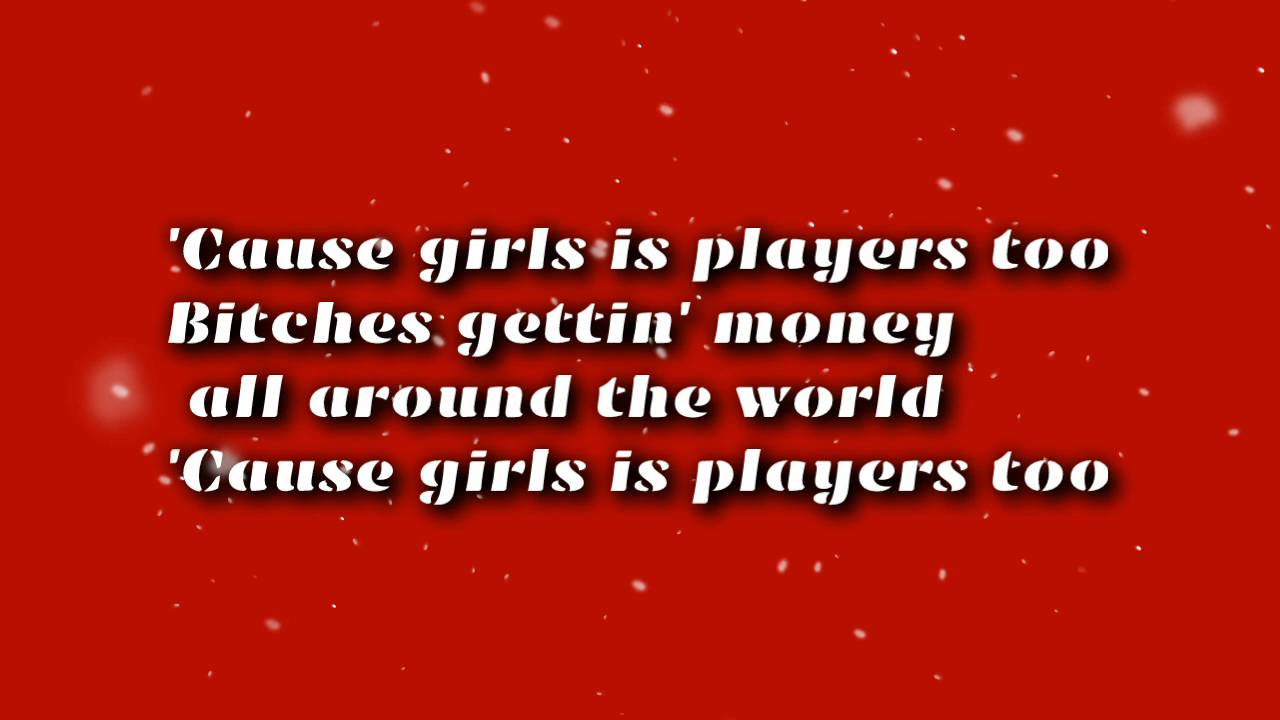 'Cause girls is players too
Bitches gettin' money
all around the world
'Cause girls is players too